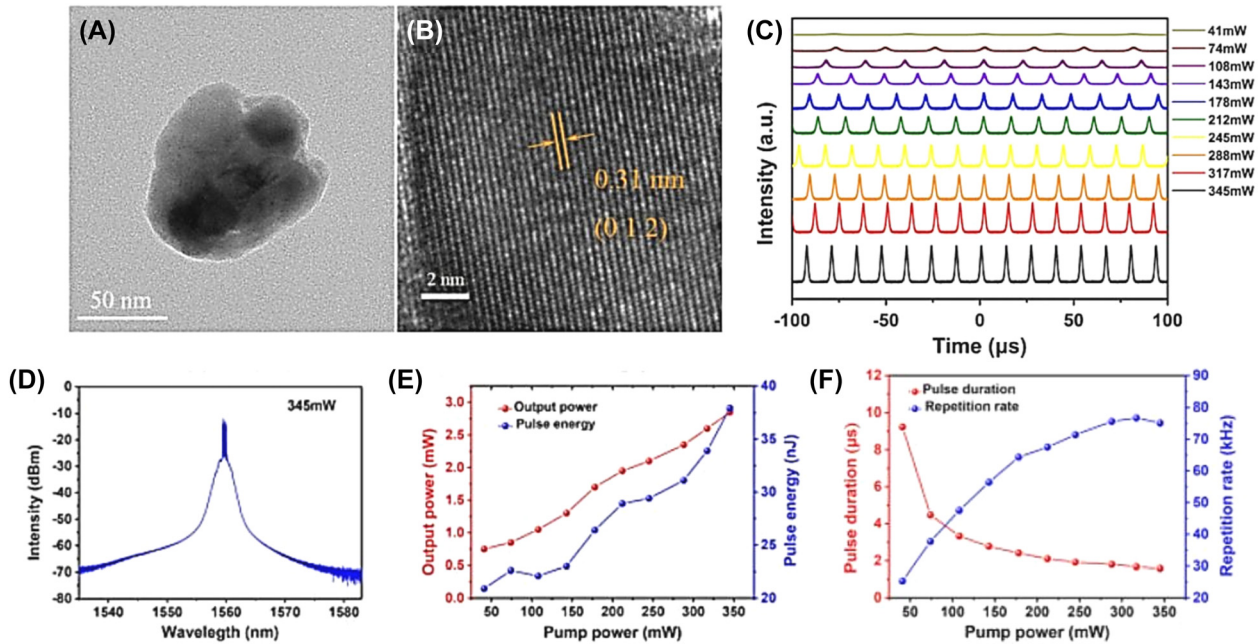 (A)
50 nm
(B)
0.31 nm
(0 1 2)
2 nm
(C)
Intensity (a.u.)
41mW
74mW
108mW
143mW
178mW
212mW
245mW
288mW
317mW
345mW
-100 -50 0 50 100
Time (µs)
(D)
Intensity (dBm)
0
-10
-20
-30
-40
-50
-60
-70
-80
345mW
1540 1550 1560 1570 1580
Wavelegth (nm)
(E)
Output power (mW)
3.0
2.5
2.0
1.5
1.0
0.5
0.0
Output power
Pulse energy
40
35
30
25
20
Pulse energy (nJ)
50 100 150 200 250 300 350
Pump power (mW)
(F)
Pulse duration (µs)
12
10
8
6
4
2
0
Pulse duration
Repetition rate
90
80
70
60
50
40
30
20
Repetition rate (kHz)
0 50 100 150 200 250 300 350
Pump power (mW)